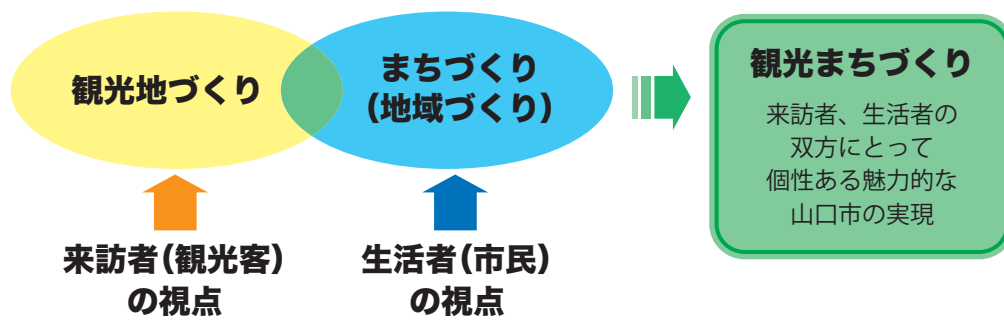 観光地づくり
まちづくり
(地域づくり)
来訪者(観光客)
の視点
生活者(市民)
の視点
観光まちづくり
来訪者、生活者の
双方にとって
個性ある魅力的な
山口市の実現